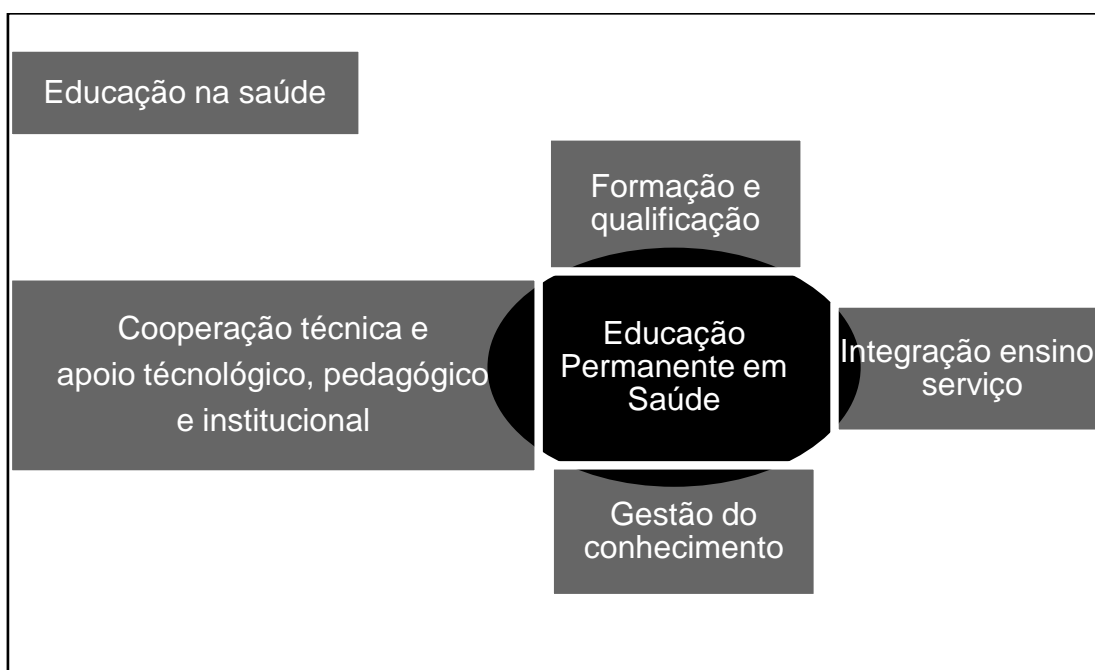 Educação na saúde
Formação e
qualificação
Cooperação técnica e
apoio técnológico, pedagógico
e institucional
Educação
Permanente em
Saúde
Integração ensino
serviço
Gestão do
conhecimento